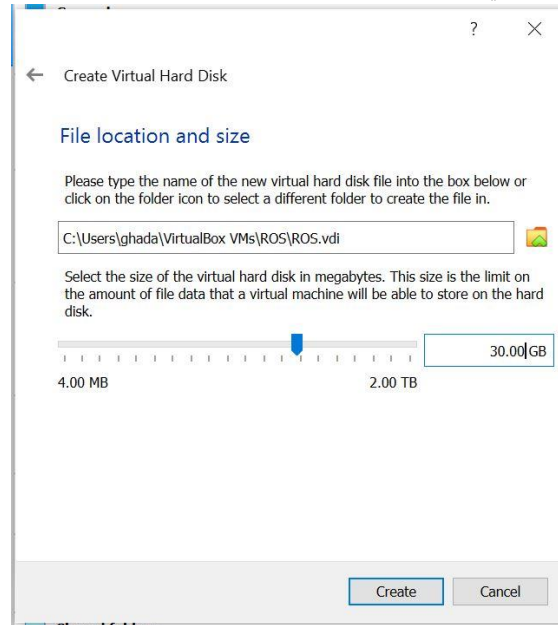 ?
Create Virtual Hard Disk
File location and size
Please type the name of the new virtual hard disk file into the box below or
click on the folder icon to select a different folder to create the file in.
C:\Users\ghada\VirtualBox VMs\ROS\ROS.vdi
Select the size of the virtual hard disk in megabytes. This size is the limit on
the amount of file data that a virtual machine will be able to store on the hard
disk.
30.00 GB
4.00 MB 2.00 TB
Create Cancel